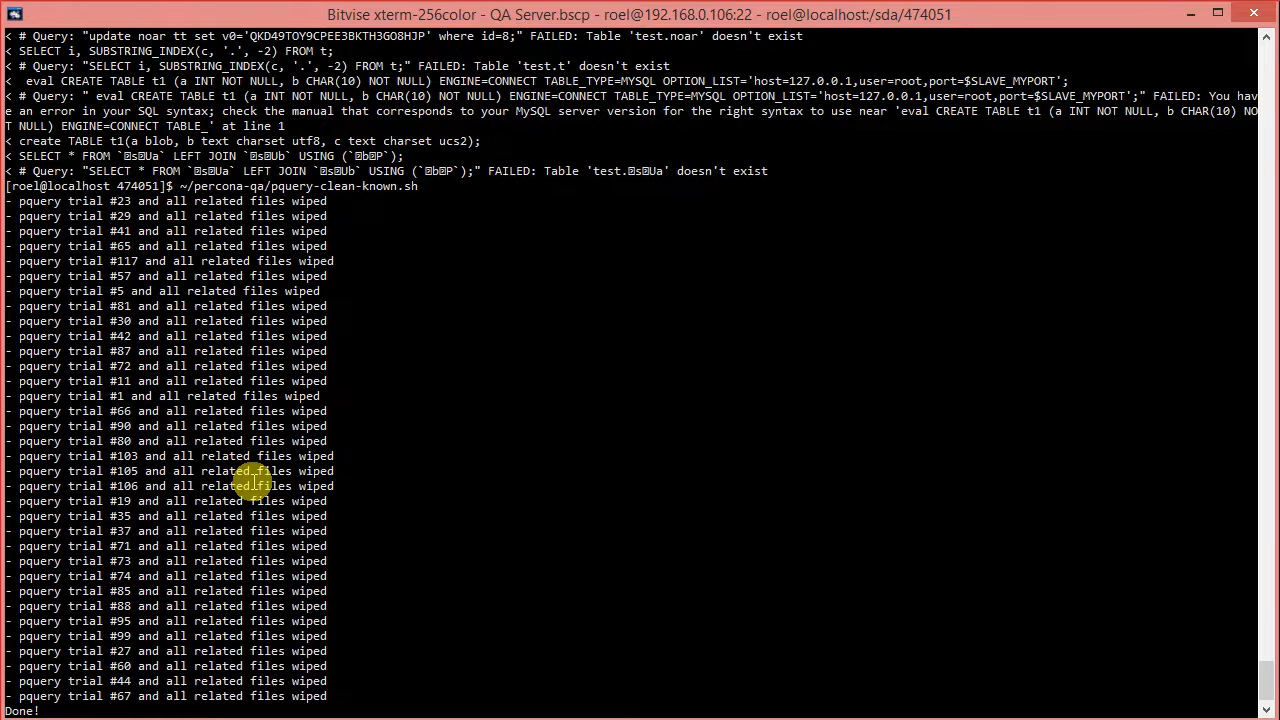 Bitvise xterm-256color - QA Server.bscp - roel@192.168.0.106:22 - roel@localhost:/sda/474051
< # Query: "update noar tt set v0='QKD49TOY9CPEE3BKTH3GO8HJP' where id=8;" FAILED: Table 'test.noar' doesn't exist
< SELECT i, SUBSTRING_INDEX(c, '.', -2) FROM t;
< # Query: "SELECT i, SUBSTRING_INDEX(c, '.', -2) FROM t;" FAILED: Table 'test.t' doesn't exist
<  eval CREATE TABLE t1 (a INT NOT NULL, b CHAR(10) NOT NULL) ENGINE=CONNECT TABLE_TYPE=MYSQL OPTION_LIST='host=127.0.0.1,user=root,port=$SLAVE_MYPORT';
< # Query: " eval CREATE TABLE t1 (a INT NOT NULL, b CHAR(10) NOT NULL) ENGINE=CONNECT TABLE_TYPE=MYSQL OPTION_LIST='host=127.0.0.1,user=root,port=$SLAVE_MYPORT';" FAILED: You hav
e an error in your SQL syntax; check the manual that corresponds to your MySQL server version for the right syntax to use near 'eval CREATE TABLE t1 (a INT NOT NULL, b CHAR(10) NO
T NULL) ENGINE=CONNECT TABLE_' at line 1
< create TABLE t1(a blob, b text charset utf8, c text charset ucs2);
< SELECT * FROM `s Ua` LEFT JOIN `s Ub` USING (`b P`);
< # Query: "SELECT * FROM `s Ua` LEFT JOIN `s Ub` USING (`b P`);" FAILED: Table 'test.s Ua' doesn't exist
[roel@localhost 474051]$ ~/percona-qa/pquery-clean-known.sh
- pquery trial #23 and all related files wiped
- pquery trial #29 and all related files wiped
- pquery trial #41 and all related files wiped
- pquery trial #65 and all related files wiped
- pquery trial #117 and all related files wiped
- pquery trial #57 and all related files wiped
- pquery trial #5 and all related files wiped
- pquery trial #81 and all related files wiped
- pquery trial #30 and all related files wiped
- pquery trial #42 and all related files wiped
- pquery trial #87 and all related files wiped
- pquery trial #72 and all related files wiped
- pquery trial #11 and all related files wiped
- pquery trial #1 and all related files wiped
- pquery trial #66 and all related files wiped
- pquery trial #90 and all related files wiped
- pquery trial #80 and all related files wiped
- pquery trial #103 and all related files wiped
- pquery trial #105 and all related files wiped
- pquery trial #106 and all related files wiped
- pquery trial #19 and all related files wiped
- pquery trial #35 and all related files wiped
- pquery trial #37 and all related files wiped
- pquery trial #71 and all related files wiped
- pquery trial #73 and all related files wiped
- pquery trial #74 and all related files wiped
- pquery trial #85 and all related files wiped
- pquery trial #88 and all related files wiped
- pquery trial #95 and all related files wiped
- pquery trial #99 and all related files wiped
- pquery trial #27 and all related files wiped
- pquery trial #60 and all related files wiped
- pquery trial #44 and all related files wiped
- pquery trial #67 and all related files wiped
Done!